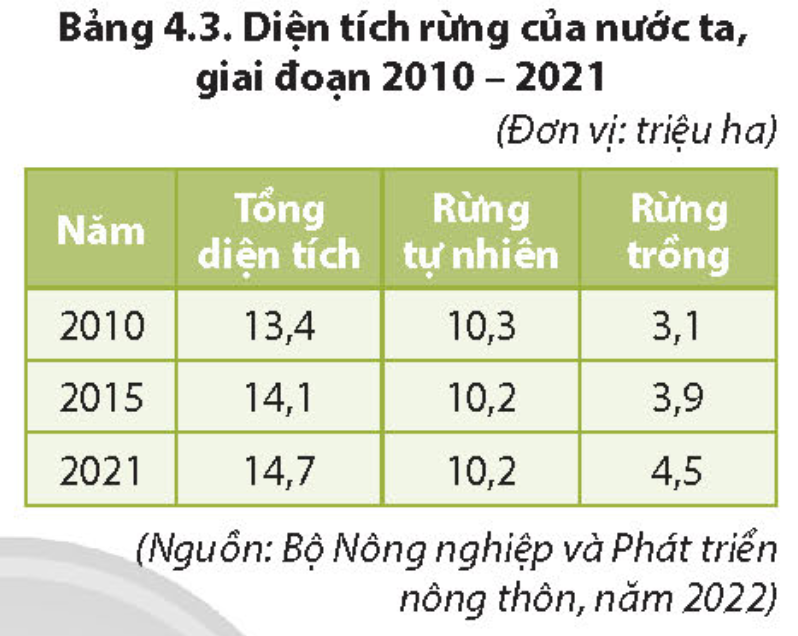 Bảng 4.3. Diện tích rừng của nước ta,
giai đoạn 2010 – 2021
(Đơn vị: triệu ha)
Năm Tổng diện tích Rừng tự nhiên Rừng trồng
2010 13,4 10,3 3,1
2015 14,1 10,2 3,9
2021 14,7 10,2 4,5
(Nguồn: Bộ Nông nghiệp và Phát triển
nông thôn, năm 2022)